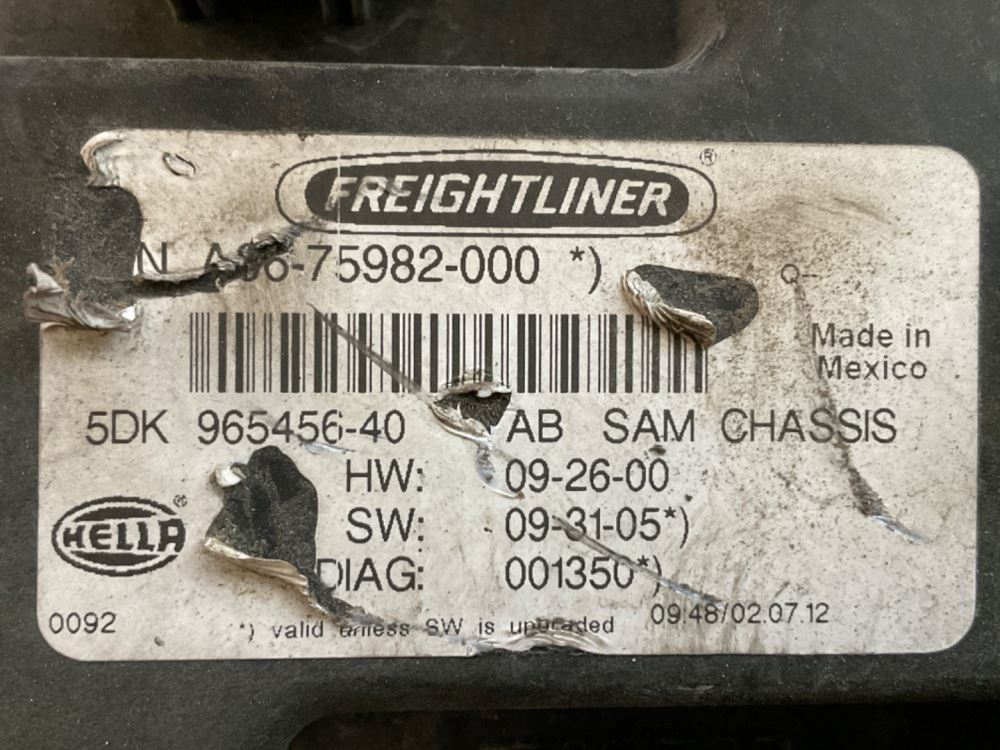 FREIGHTLINER ®
75982-000 *)
Made in
Mexico
5DK 965456-40 AB SAM CHASSIS
HW: 09-26-00
HELLA ®
SW: 09-31-05*)
DIAG: 001350*)
0092
*) valid unless SW is upgraded
09:48/02.07.12